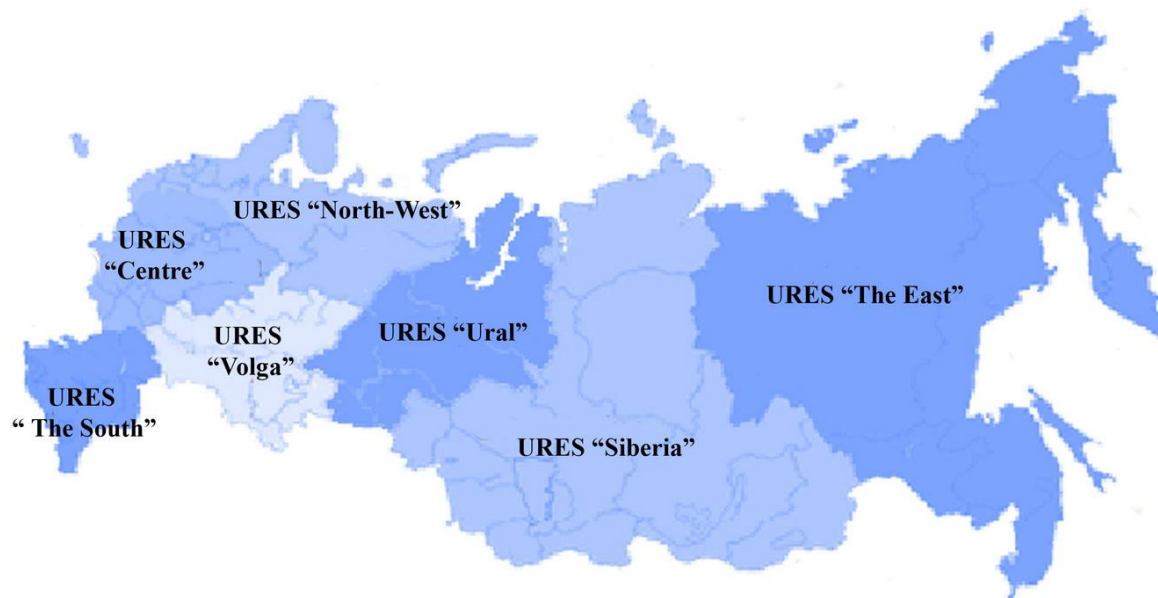 URES “North-West”
URES
“Centre”
URES “The East”
URES “Ural”
URES
“Volga”
URES
“ The South”
URES “Siberia”